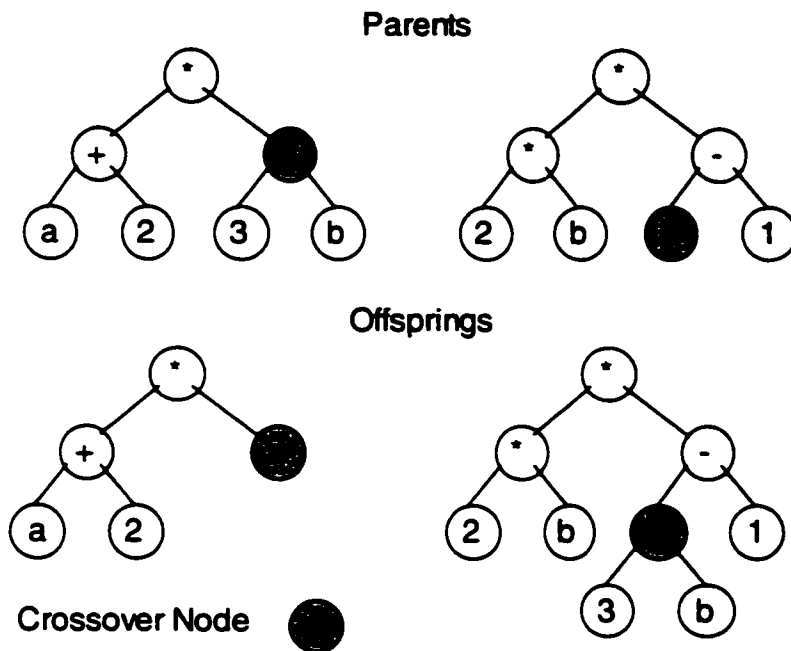 Parents
* *
+ * -
a 2 3 b 2 b 1
Offsprings
* *
+ * -
a 2 2 b 1
3 b
Crossover Node